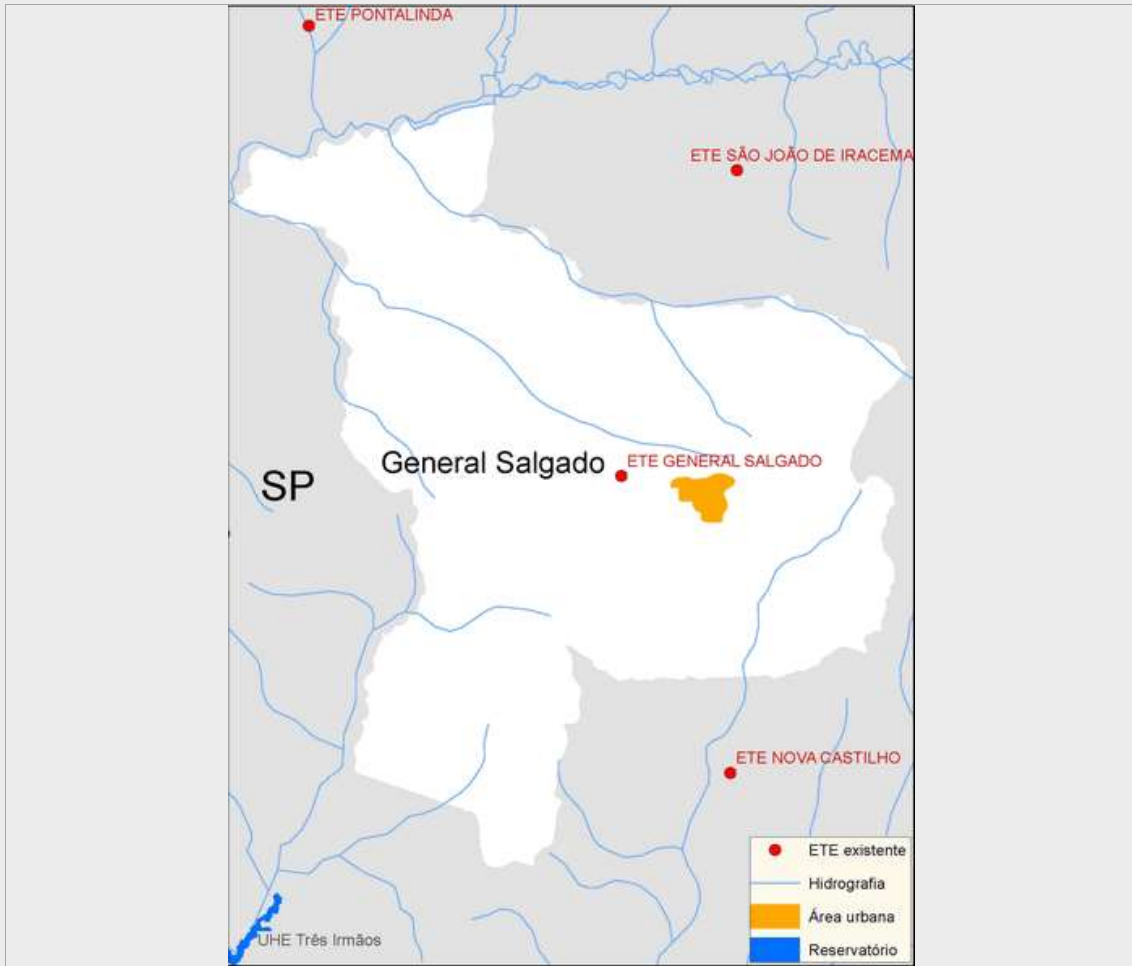 ETE PONTALINDA
ETE SÃO JOÃO DE IRACEMA
General Salgado
ETE GENERAL SALGADO
SP
ETE NOVA CASTILHO
ETE existente
Hidrografia
Área urbana
Reservatório
UHE Três Irmãos